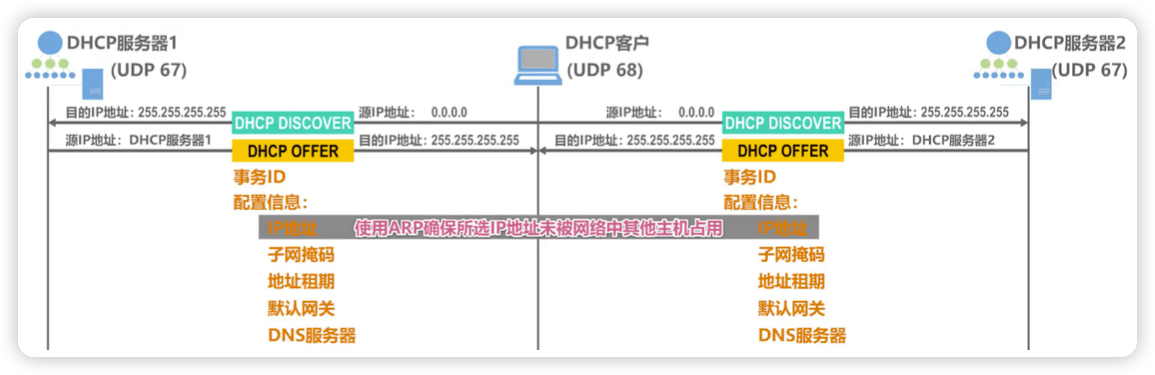 DHCP服务器1
(UDP 67)
DHCP客户
(UDP 68)
DHCP服务器2
(UDP 67)
目的IP地址: 255.255.255.255 DHCP DISCOVER 源IP地址: 0.0.0.0
源IP地址: 0.0.0.0 DHCP DISCOVER 目的IP地址: 255.255.255.255
源IP地址: DHCP服务器1 DHCP OFFER 目的IP地址: 255.255.255.255
目的IP地址: 255.255.255.255 DHCP OFFER 源IP地址: DHCP服务器2
事务ID
配置信息:
IP地址
子网掩码
地址租期
默认网关
DNS服务器
使用ARP确保所选IP地址未被网络中其他主机占用
事务ID
配置信息:
IP地址
子网掩码
地址租期
默认网关
DNS服务器